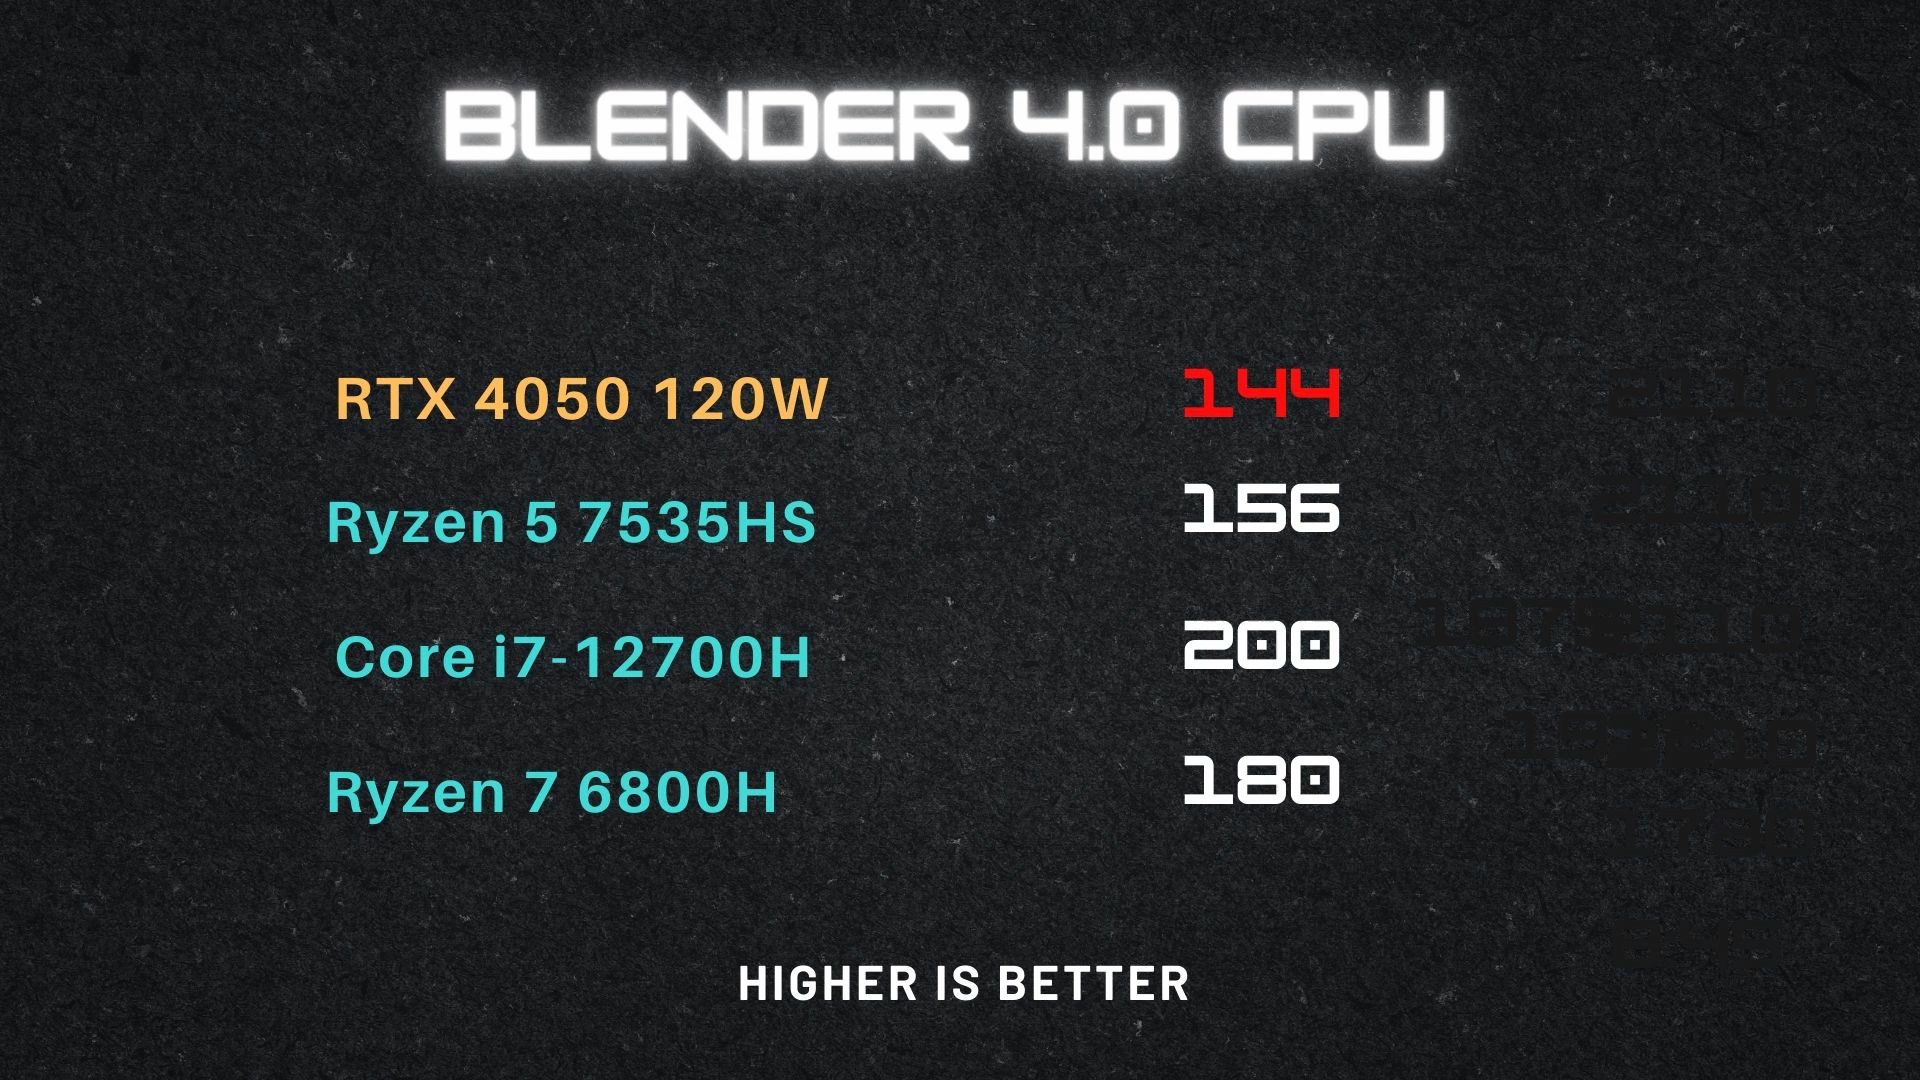 BLENDER 4.0 CPU
RTX 4050 120W 144
Ryzen 5 7535HS 156
Core i7-12700H 200
Ryzen 7 6800H 180
HIGHER IS BETTER